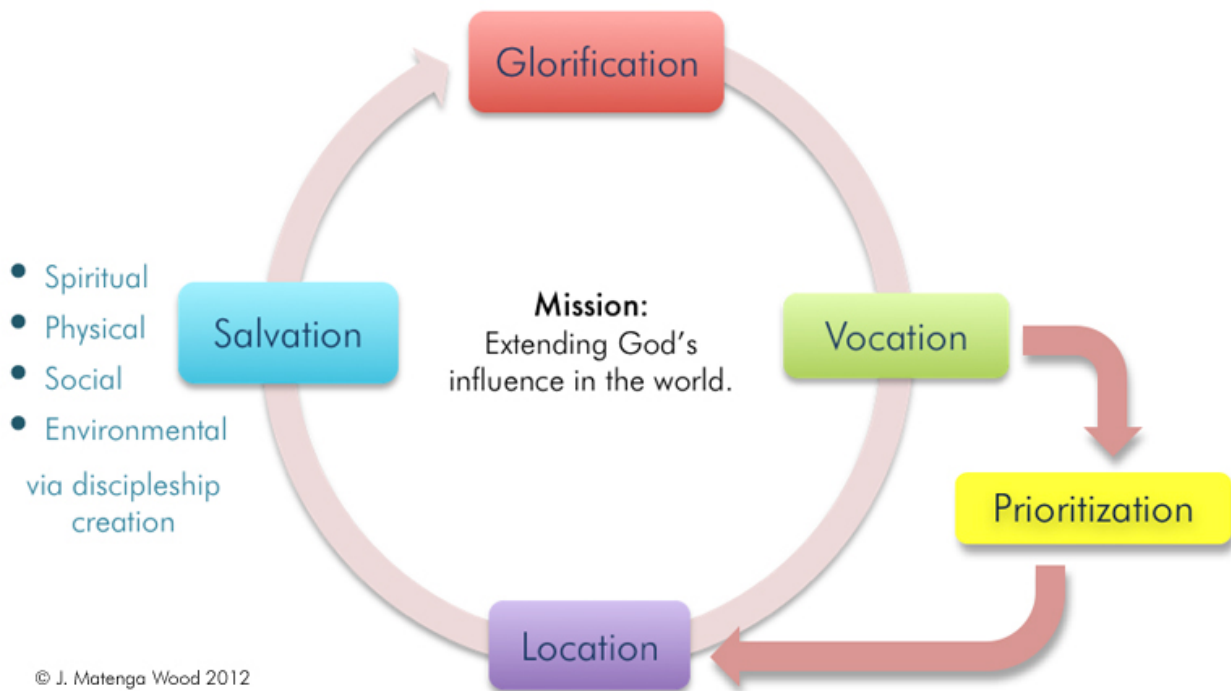 Glorification
• Spiritual
• Physical
• Social
• Environmental
via discipleship
creation
Salvation
Mission:
Extending God's
influence in the world.
Vocation
Prioritization
Location
© J. Matenga Wood 2012